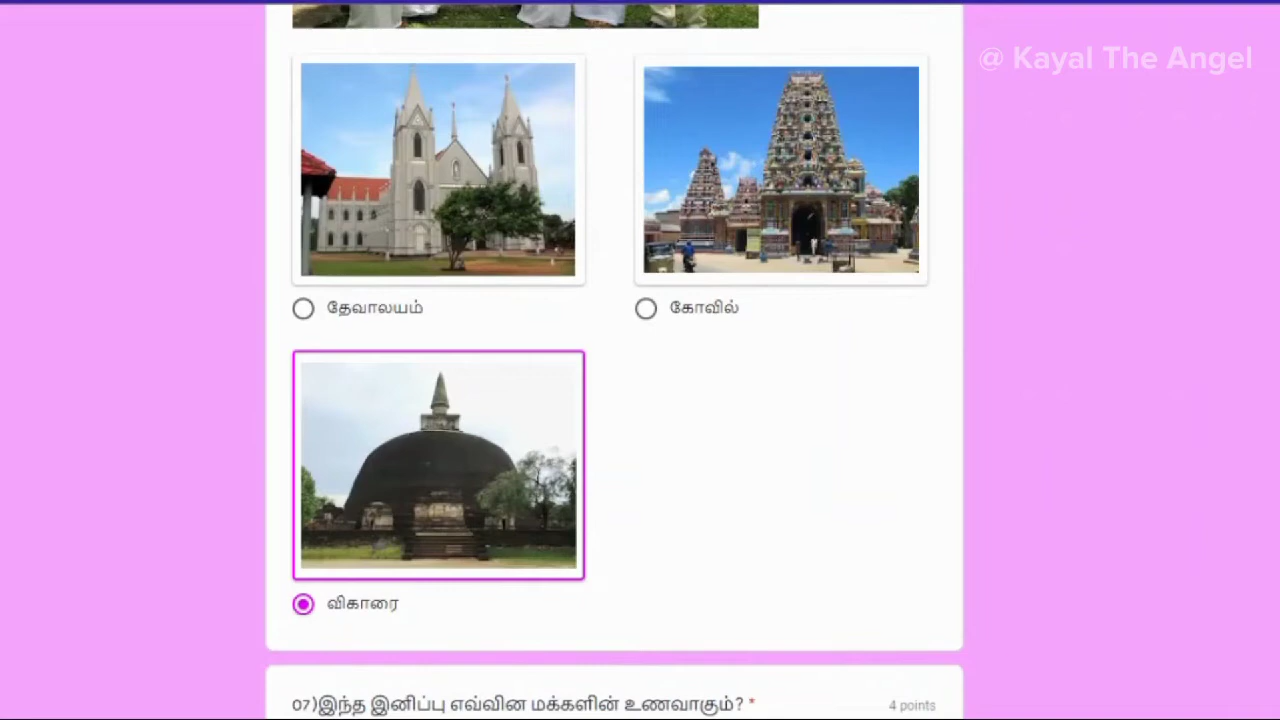 @ Kayal The Angel
தேவாலயம்
கோவில்
விகாரை
07)இந்த இனிப்பு எவ்வின மக்களின் உணவாகும்? *
4 points